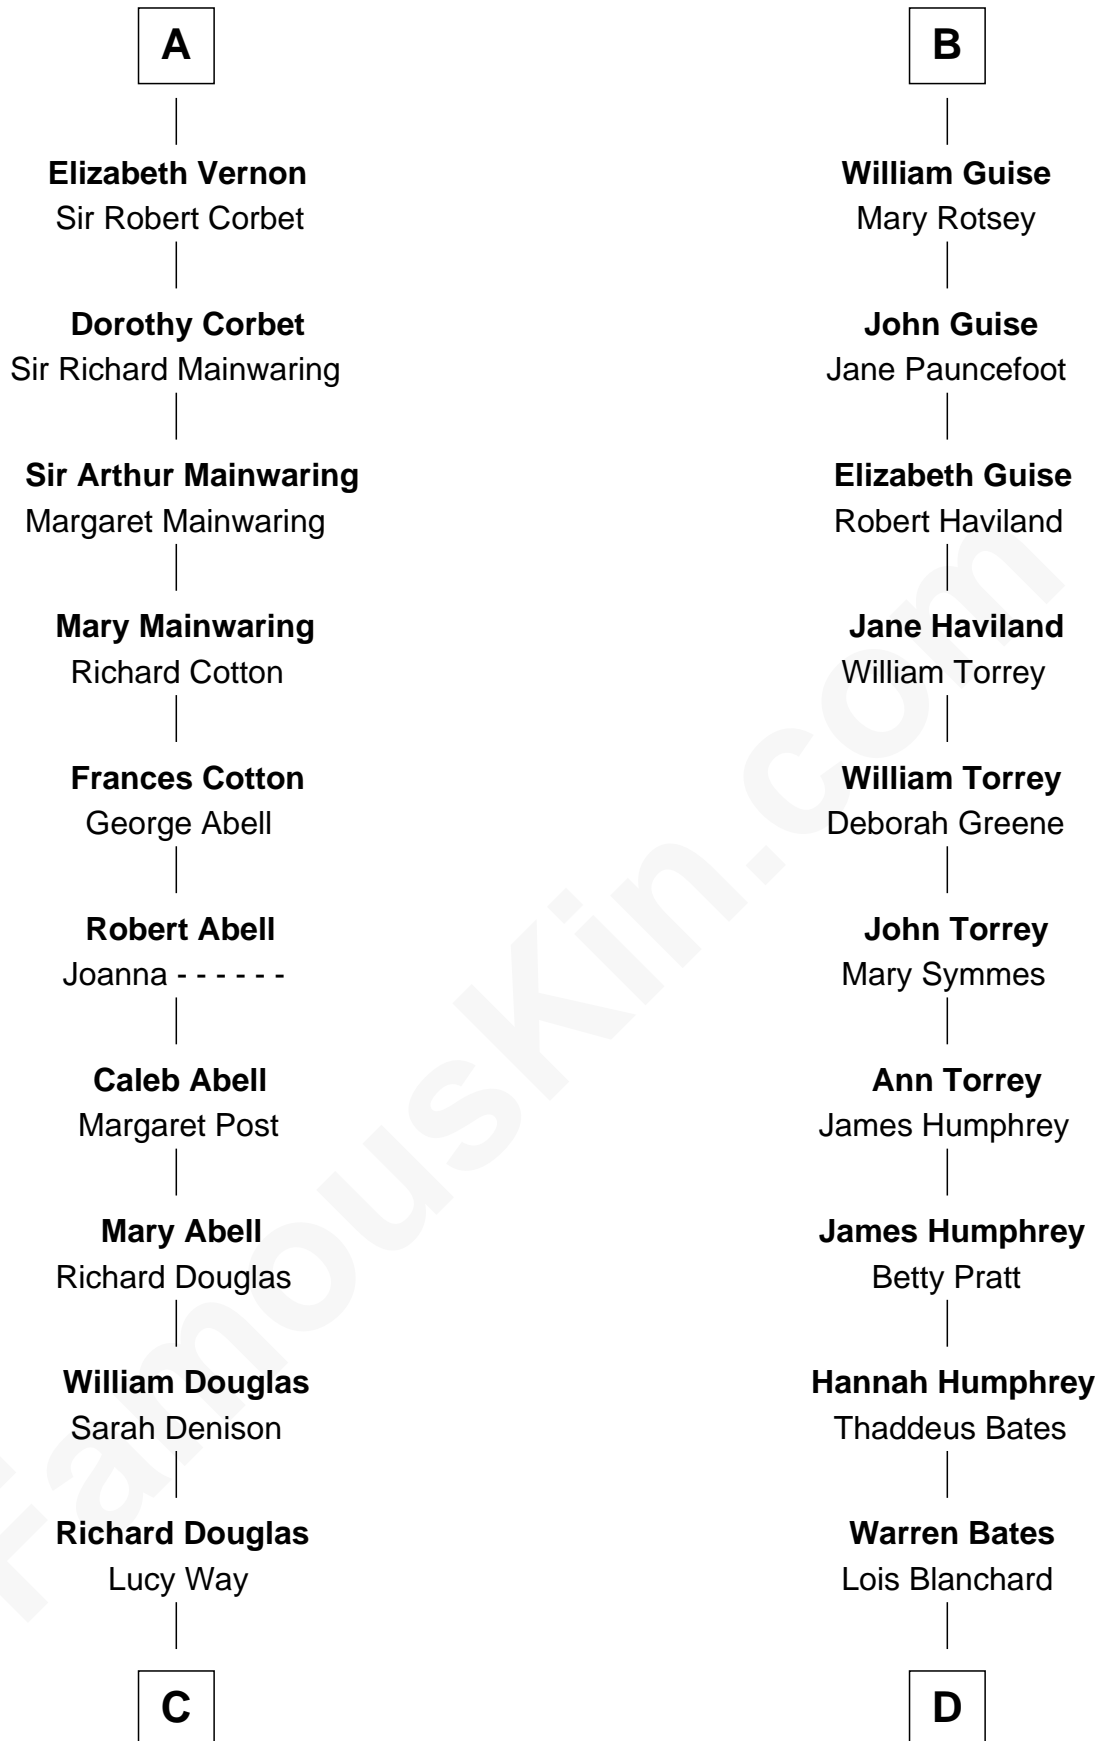 A
Elizabeth Vernon
Sir Robert Corbet
Dorothy Corbet
Sir Richard Mainwaring
Sir Arthur Mainwaring
Margaret Mainwaring
Mary Mainwaring
Richard Cotton
Frances Cotton
George Abell
Robert Abell
Joanna - - - - - -
Caleb Abell
Margaret Post
Mary Abell
Richard Douglas
William Douglas
Sarah Denison
Richard Douglas
Lucy Way
C
B
William Guise
Mary Rotsey
John Guise
Jane Pauncefoot
Elizabeth Guise
Robert Haviland
Jane Haviland
William Torrey
William Torrey
Deborah Greene
John Torrey
Mary Symmes
Ann Torrey
James Humphrey
James Humphrey
Betty Pratt
Hannah Humphrey
Thaddeus Bates
Warren Bates
Lois Blanchard
D
FamousKin.com